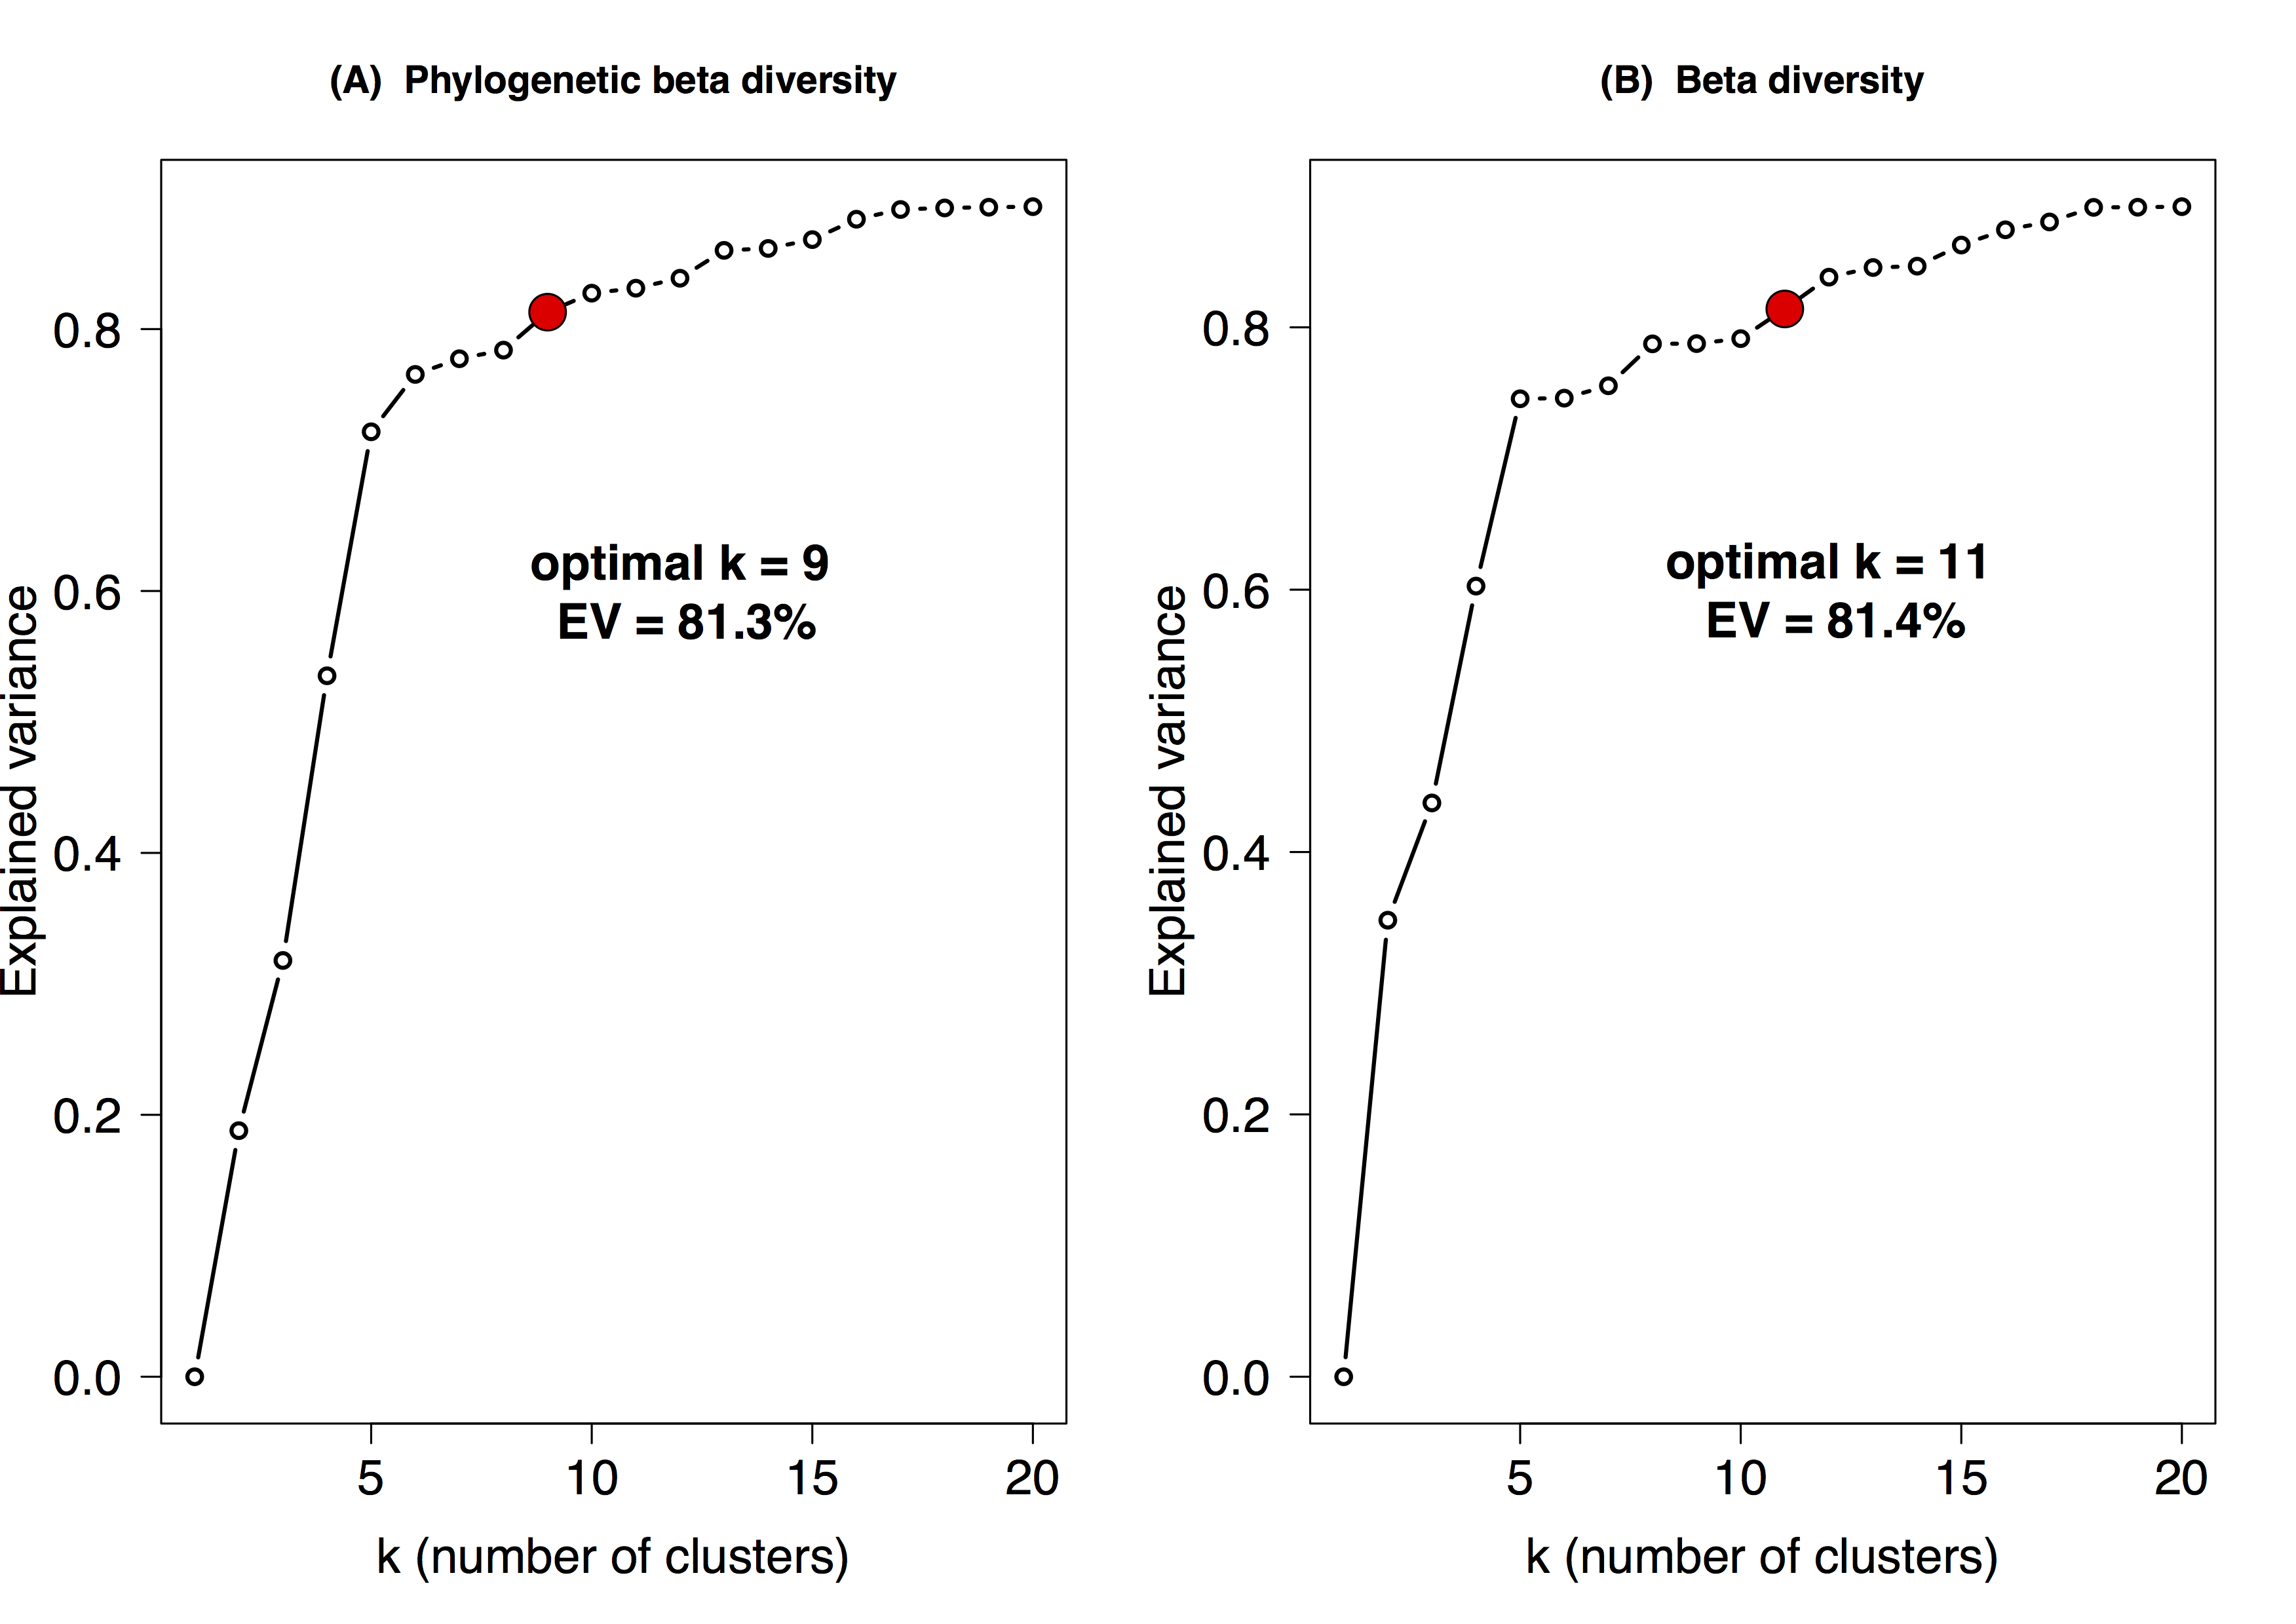 (A) Phylogenetic beta diversity
Explained variance
0.8
0.6
0.4
0.2
0.0
optimal k = 9
EV = 81.3%
5 10 15 20
k (number of clusters)
(B) Beta diversity
Explained variance
0.8
0.6
0.4
0.2
0.0
optimal k = 11
EV = 81.4%
5 10 15 20
k (number of clusters)